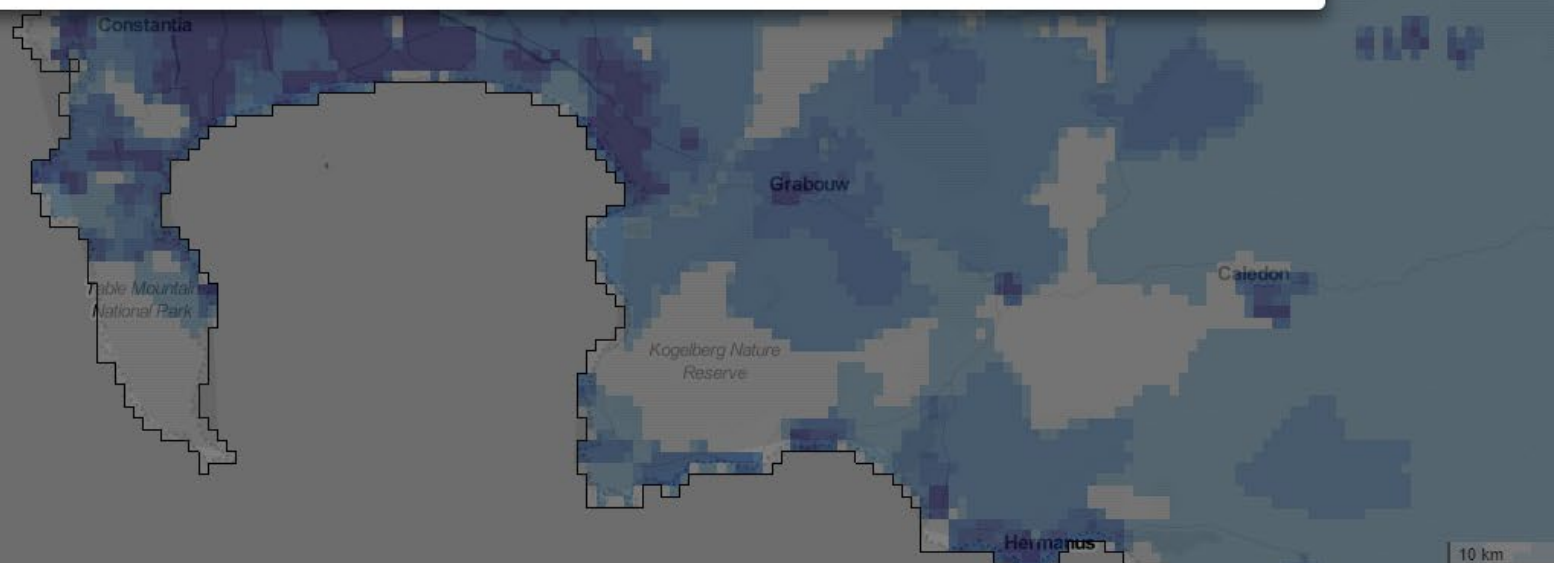 Constantia
Grabouw
Caledon
Table Mountain
National Park
Kogelberg Nature
Reserve
Hermanus
10 km